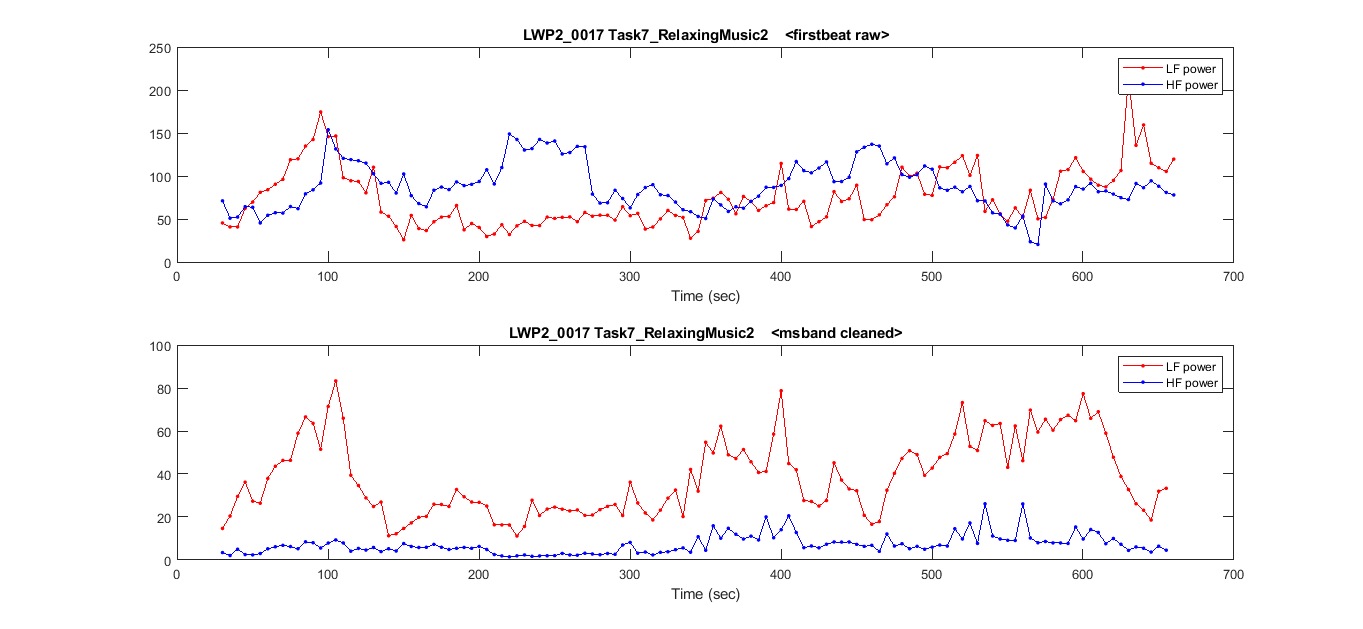 LWP2_0017 Task7_RelaxingMusic2    <firstbeat raw>
250
200
150
100
50
0
LF power
HF power
0 100 200 300 400 500 600 700
Time (sec)
LWP2_0017 Task7_RelaxingMusic2    <msband cleaned>
100
80
60
40
20
0
LF power
HF power
0 100 200 300 400 500 600 700
Time (sec)